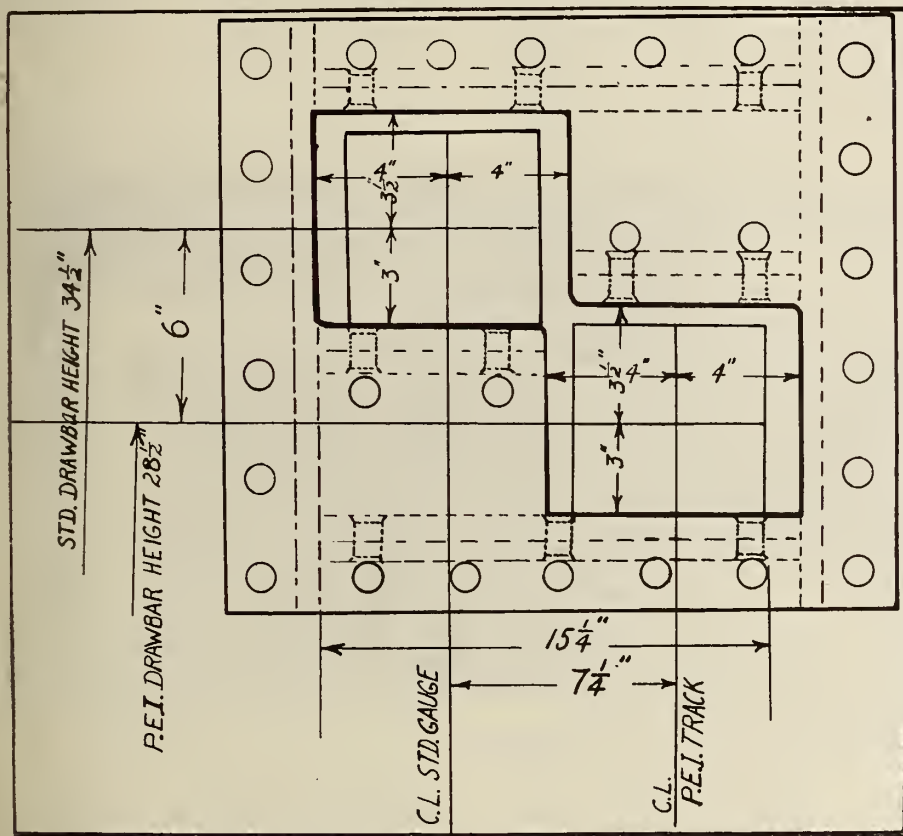 4"
4"
3½"
3"
6"
STD. DRAWBAR HEIGHT 34½"
P.E.I. DRAWBAR HEIGHT 28½"
4"
4"
3½"
3"
15¼"
7¼"
C.L. STD. GAUGE
C.L.
P.E.I. TRACK